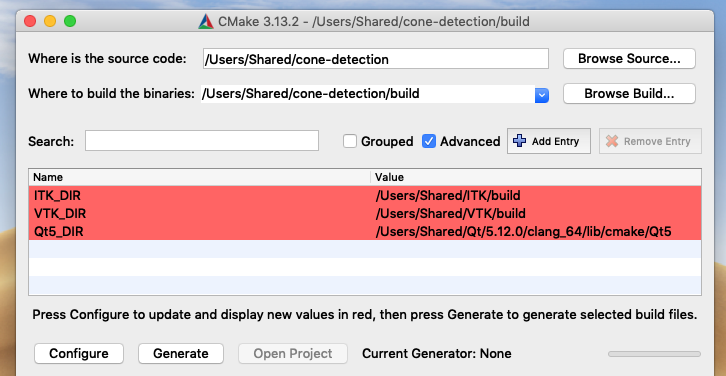 CMake 3.13.2 - /Users/Shared/cone-detection/build
Where is the source code: /Users/Shared/cone-detection Browse Source...
Where to build the binaries: /Users/Shared/cone-detection/build Browse Build...
Search: Grouped Advanced Add Entry Remove Entry
Name Value
ITK_DIR /Users/Shared/ITK/build
VTK_DIR /Users/Shared/VTK/build
Qt5_DIR /Users/Shared/Qt/5.12.0/clang_64/lib/cmake/Qt5
Press Configure to update and display new values in red, then press Generate to generate selected build files.
Configure Generate Open Project Current Generator: None